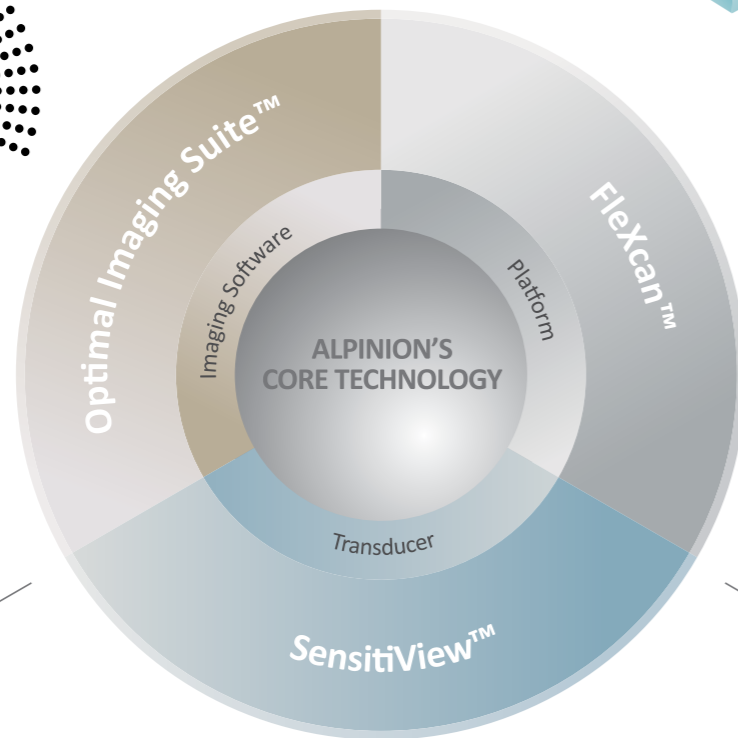 Optimal Imaging Suite™
FleXcan™
Imaging Software
Platform
ALPINION'S
CORE TECHNOLOGY
Transducer
SensitiView™